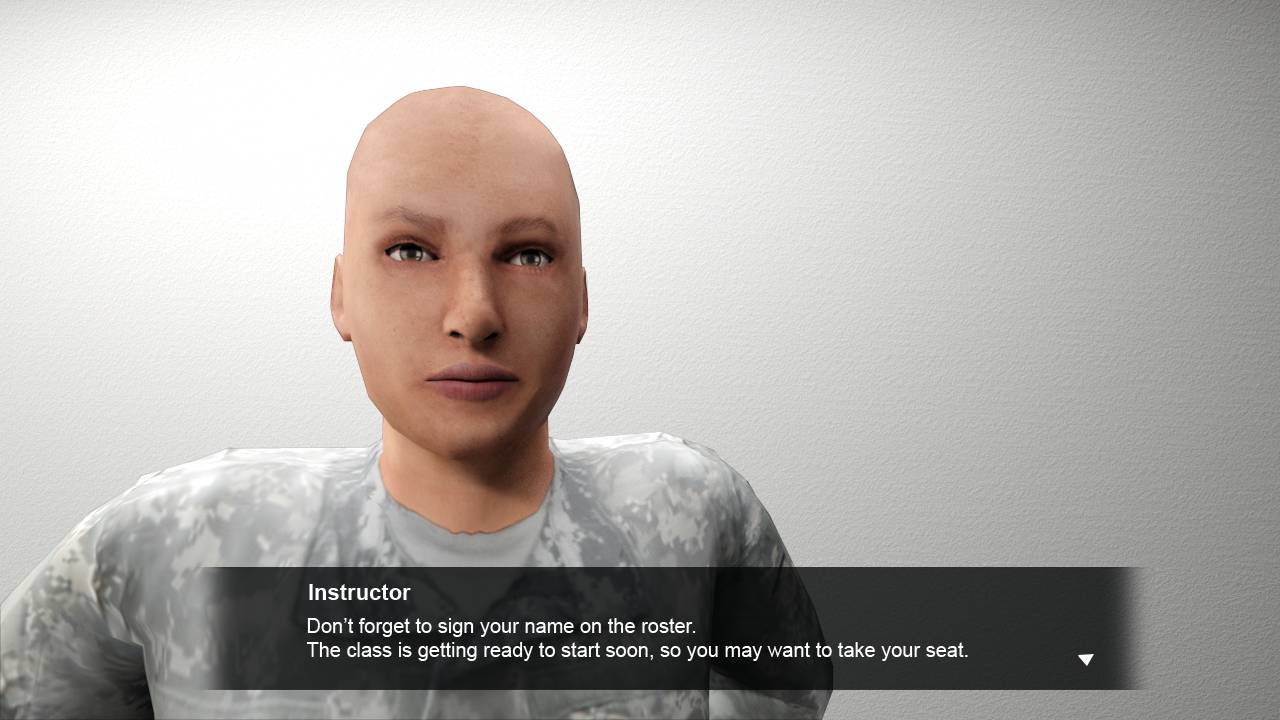 Instructor
Don’t forget to sign your name on the roster.
The class is getting ready to start soon, so you may want to take your seat.